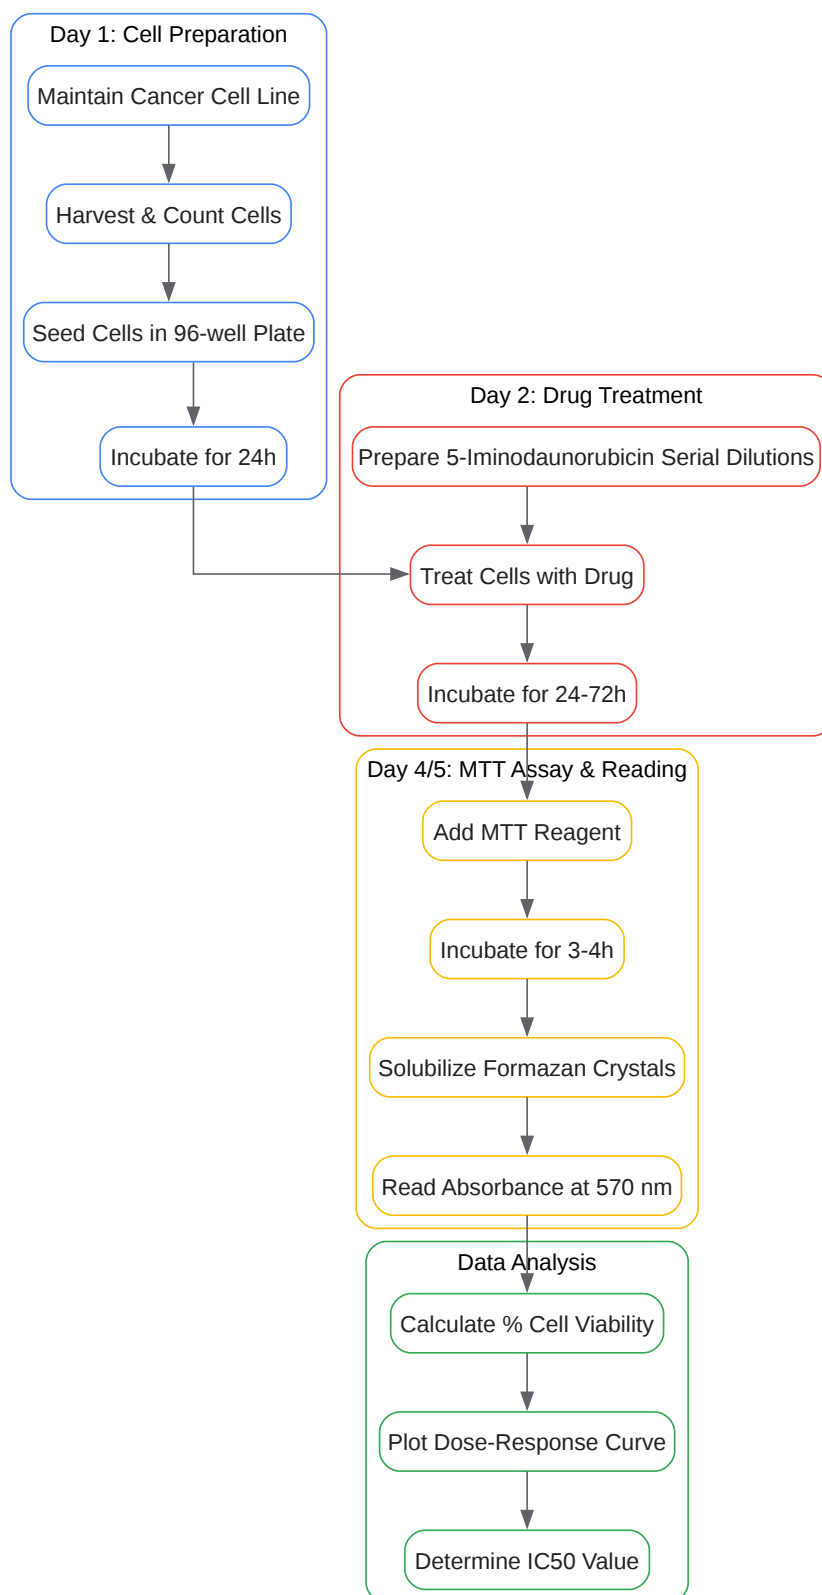 Day 1: Cell Preparation
Maintain Cancer Cell Line
Harvest & Count Cells
Seed Cells in 96-well Plate
Incubate for 24h
Day 2: Drug Treatment
Prepare 5-Iminodaunorubicin Serial Dilutions
Treat Cells with Drug
Incubate for 24-72h
Day 4/5: MTT Assay & Reading
Add MTT Reagent
Incubate for 3-4h
Solubilize Formazan Crystals
Read Absorbance at 570 nm
Data Analysis
Calculate % Cell Viability
Plot Dose-Response Curve
Determine IC50 Value